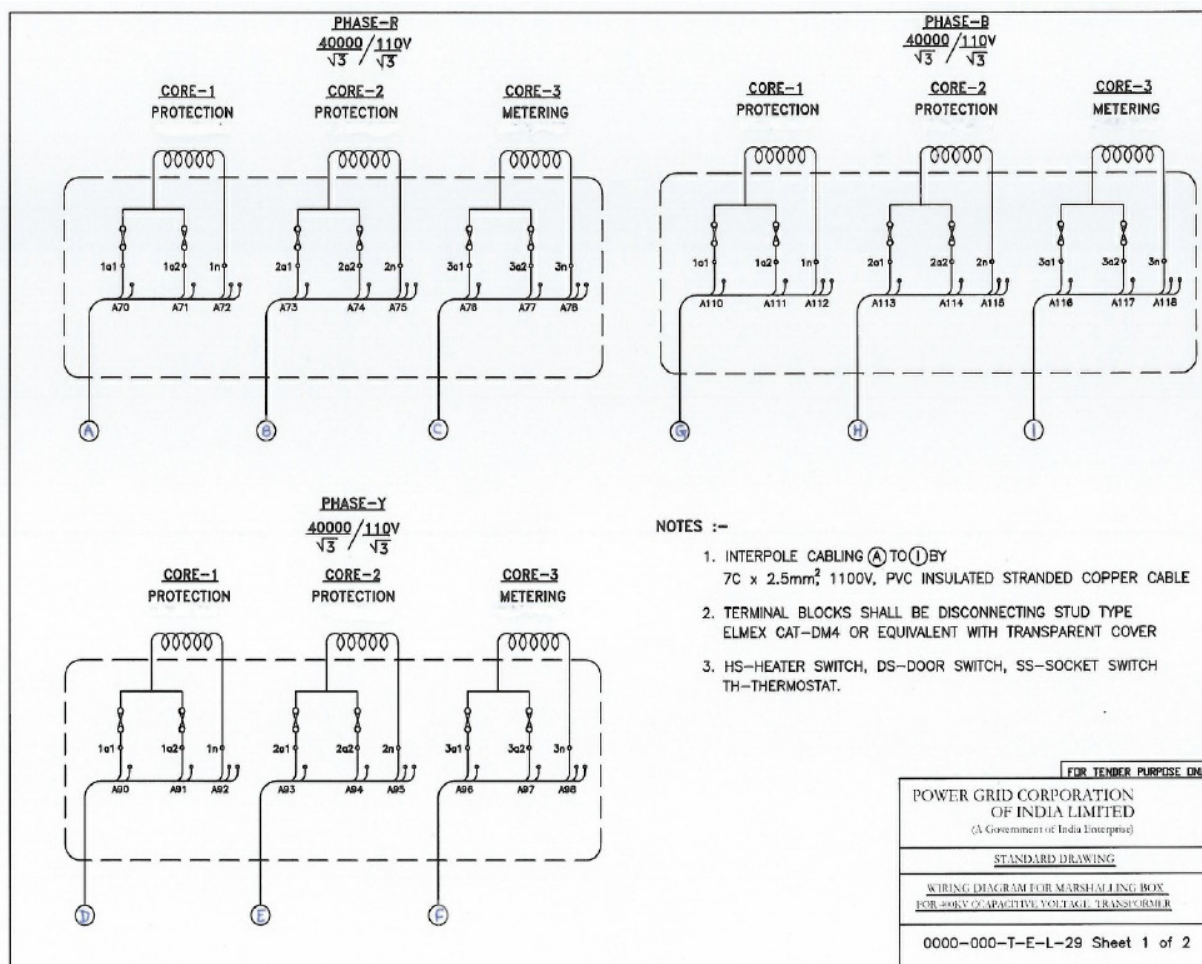 PHASE-R
40000/110V
√3 √3
CORE-1 CORE-2 CORE-3
PROTECTION PROTECTION METERING
1a1 1a2 1n 2a1 2a2 2n 3a1 3a2 3n
A70 A71 A72 A73 A74 A75 A76 A77 A78
A B C
PHASE-B
40000/110V
√3 √3
CORE-1 CORE-2 CORE-3
PROTECTION PROTECTION METERING
1a1 1a2 1n 2a1 2a2 2n 3a1 3a2 3n
A110 A111 A112 A113 A114 A115 A116 A117 A118
G H I
PHASE-Y
40000/110V
√3 √3
CORE-1 CORE-2 CORE-3
PROTECTION PROTECTION METERING
1a1 1a2 1n 2a1 2a2 2n 3a1 3a2 3n
A90 A91 A92 A93 A94 A95 A96 A97 A98
D E F
NOTES :-
1. INTERPOLE CABLING A TO I BY
7C x 2.5mm², 1100V, PVC INSULATED STRANDED COPPER CABLE
2. TERMINAL BLOCKS SHALL BE DISCONNECTING STUD TYPE
ELMEX CAT-DM4 OR EQUIVALENT WITH TRANSPARENT COVER
3. HS-HEATER SWITCH, DS-DOOR SWITCH, SS-SOCKET SWITCH
TH-THERMOSTAT.
FOR TENDER PURPOSE ON
POWER GRID CORPORATION
OF INDIA LIMITED
(A Government of India Enterprise)
STANDARD DRAWING
WIRING DIAGRAM FOR MARSHALLING BOX
FOR 400KV CCAPACITIVE VOLTAGE TRANSFORMER
0000-000-T-E-L-29 Sheet 1 of 2